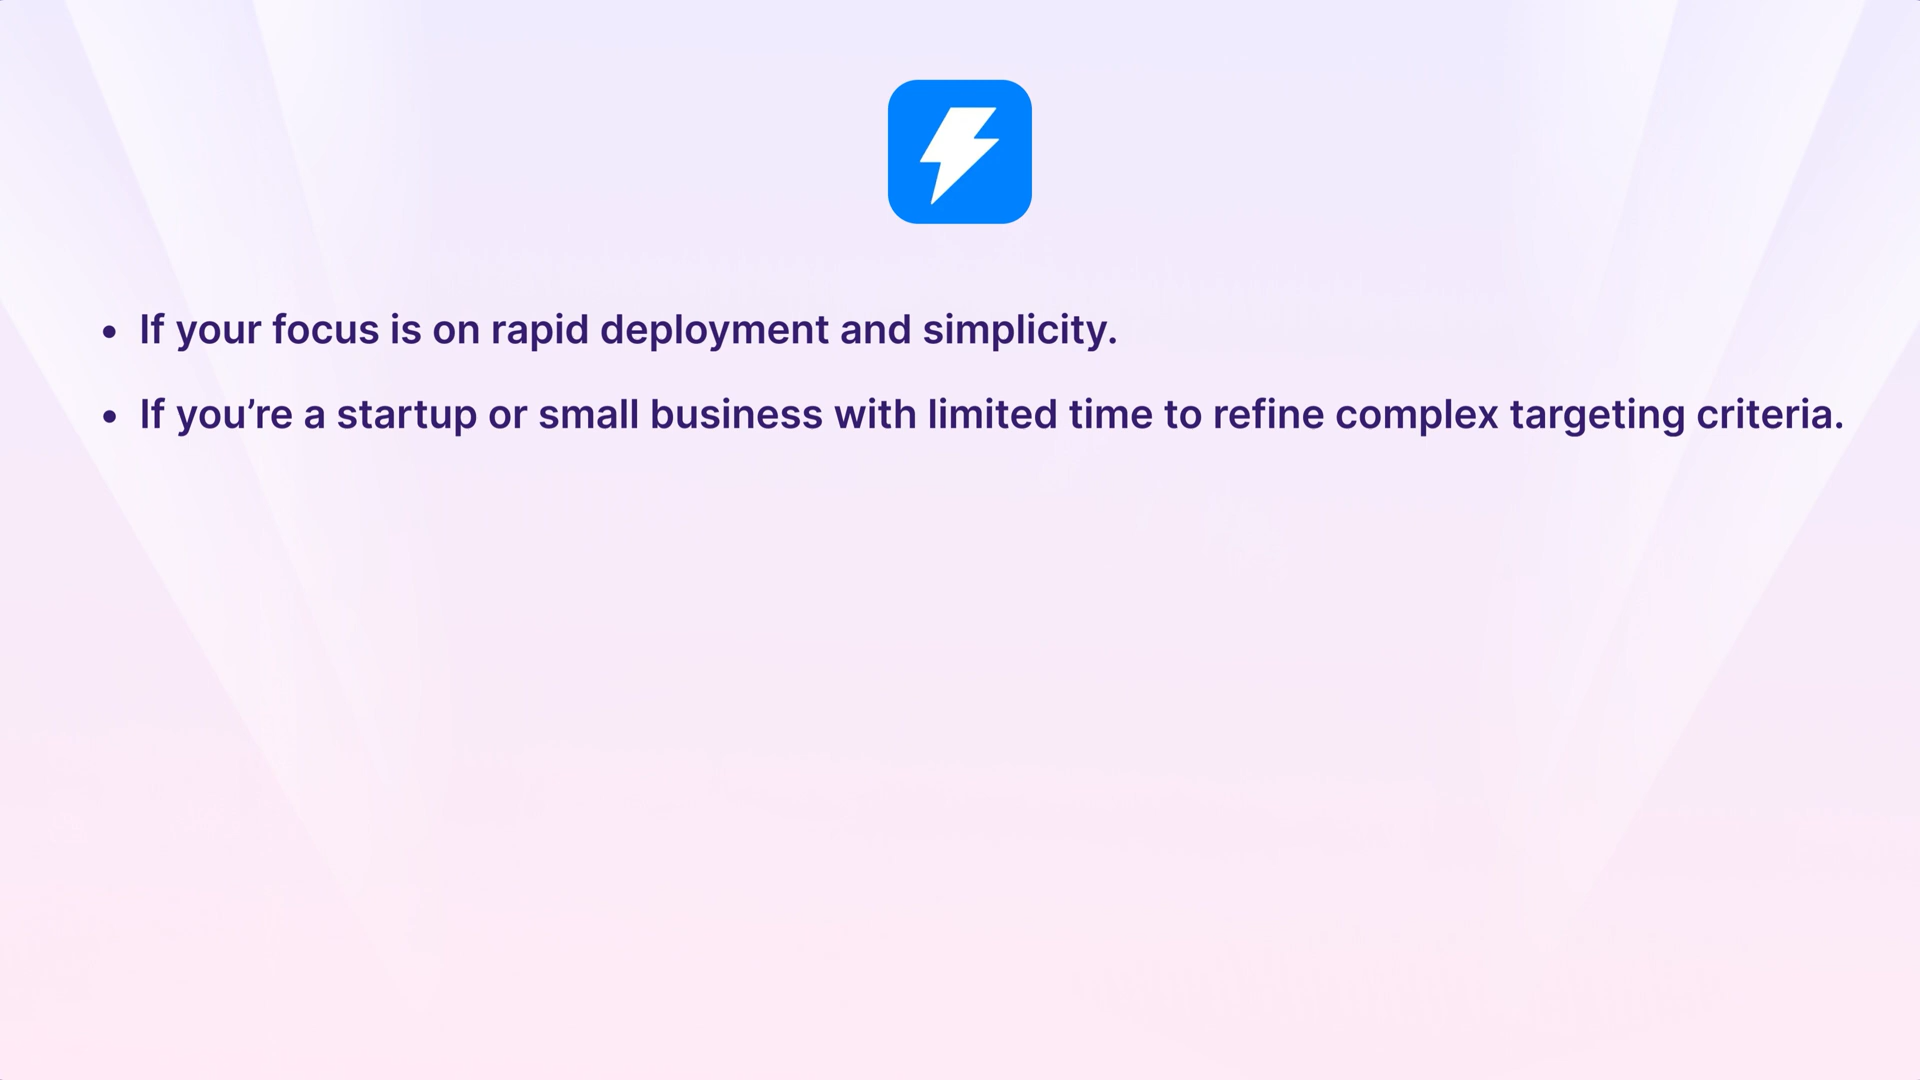 • If your focus is on rapid deployment and simplicity.
• If you’re a startup or small business with limited time to refine complex targeting criteria.